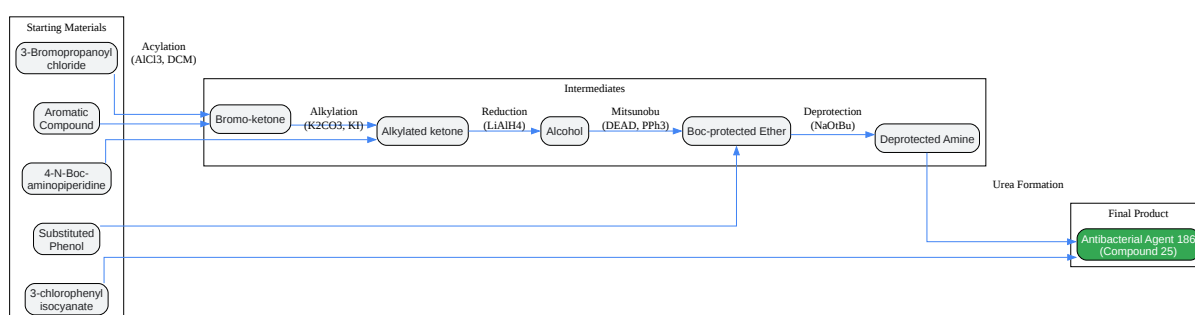 Starting Materials
3-Bromopropanoyl
chloride
Acylation
(AlCl3, DCM)
Aromatic
Compound
4-N-Boc-
aminopiperidine
Substituted
Phenol
3-chlorophenyl
isocyanate
Intermediates
Bromo-ketone
Alkylation
(K2CO3, KI)
Alkylated ketone
Reduction
(LiAlH4)
Alcohol
Mitsunobu
(DEAD, PPh3)
Boc-protected Ether
Deprotection
(NaOtBu)
Deprotected Amine
Urea Formation
Final Product
Antibacterial Agent 186
(Compound 25)